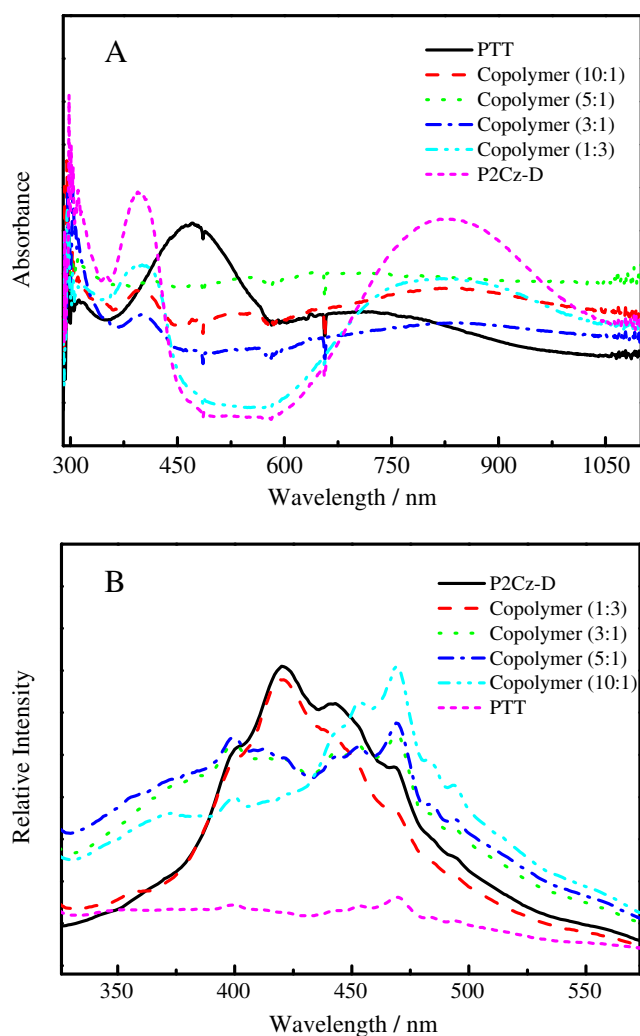 A
PTT
Copolymer (10:1)
Copolymer (5:1)
Copolymer (3:1)
Copolymer (1:3)
P2Cz-D
Absorbance
300 450 600 750 900 1050
Wavelength / nm
B
P2Cz-D
Copolymer (1:3)
Copolymer (3:1)
Copolymer (5:1)
Copolymer (10:1)
PTT
Relative Intensity
350 400 450 500 550
Wavelength / nm